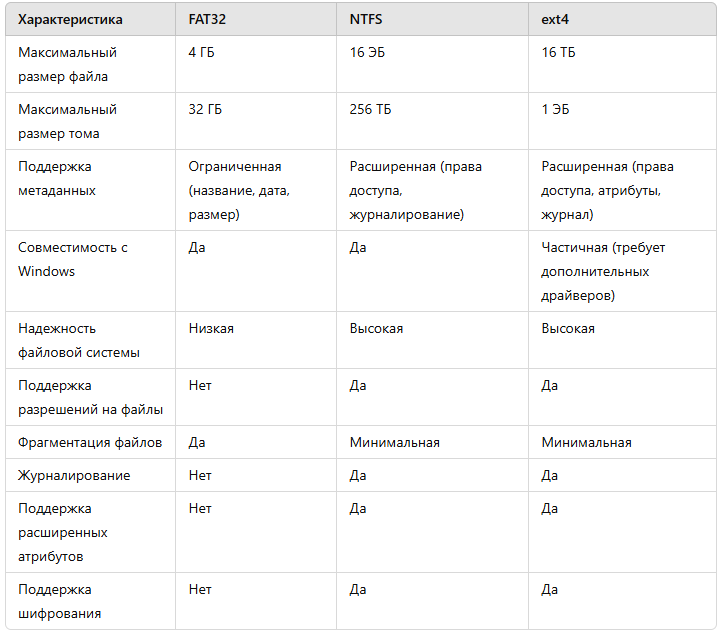 Характеристика FAT32 NTFS ext4
Максимальный размер файла 4 ГБ 16 ЭБ 16 ТБ
Максимальный размер тома 32 ГБ 256 ТБ 1 ЭБ
Поддержка метаданных Ограниченная (название, дата, размер) Расширенная (права доступа, журналирование) Расширенная (права доступа, атрибуты, журнал)
Совместимость с Windows Да Да Частичная (требует дополнительных драйверов)
Надежность файловой системы Низкая Высокая Высокая
Поддержка разрешений на файлы Нет Да Да
Фрагментация файлов Да Минимальная Минимальная
Журналирование Нет Да Да
Поддержка расширенных атрибутов Нет Да Да
Поддержка шифрования Нет Да Да